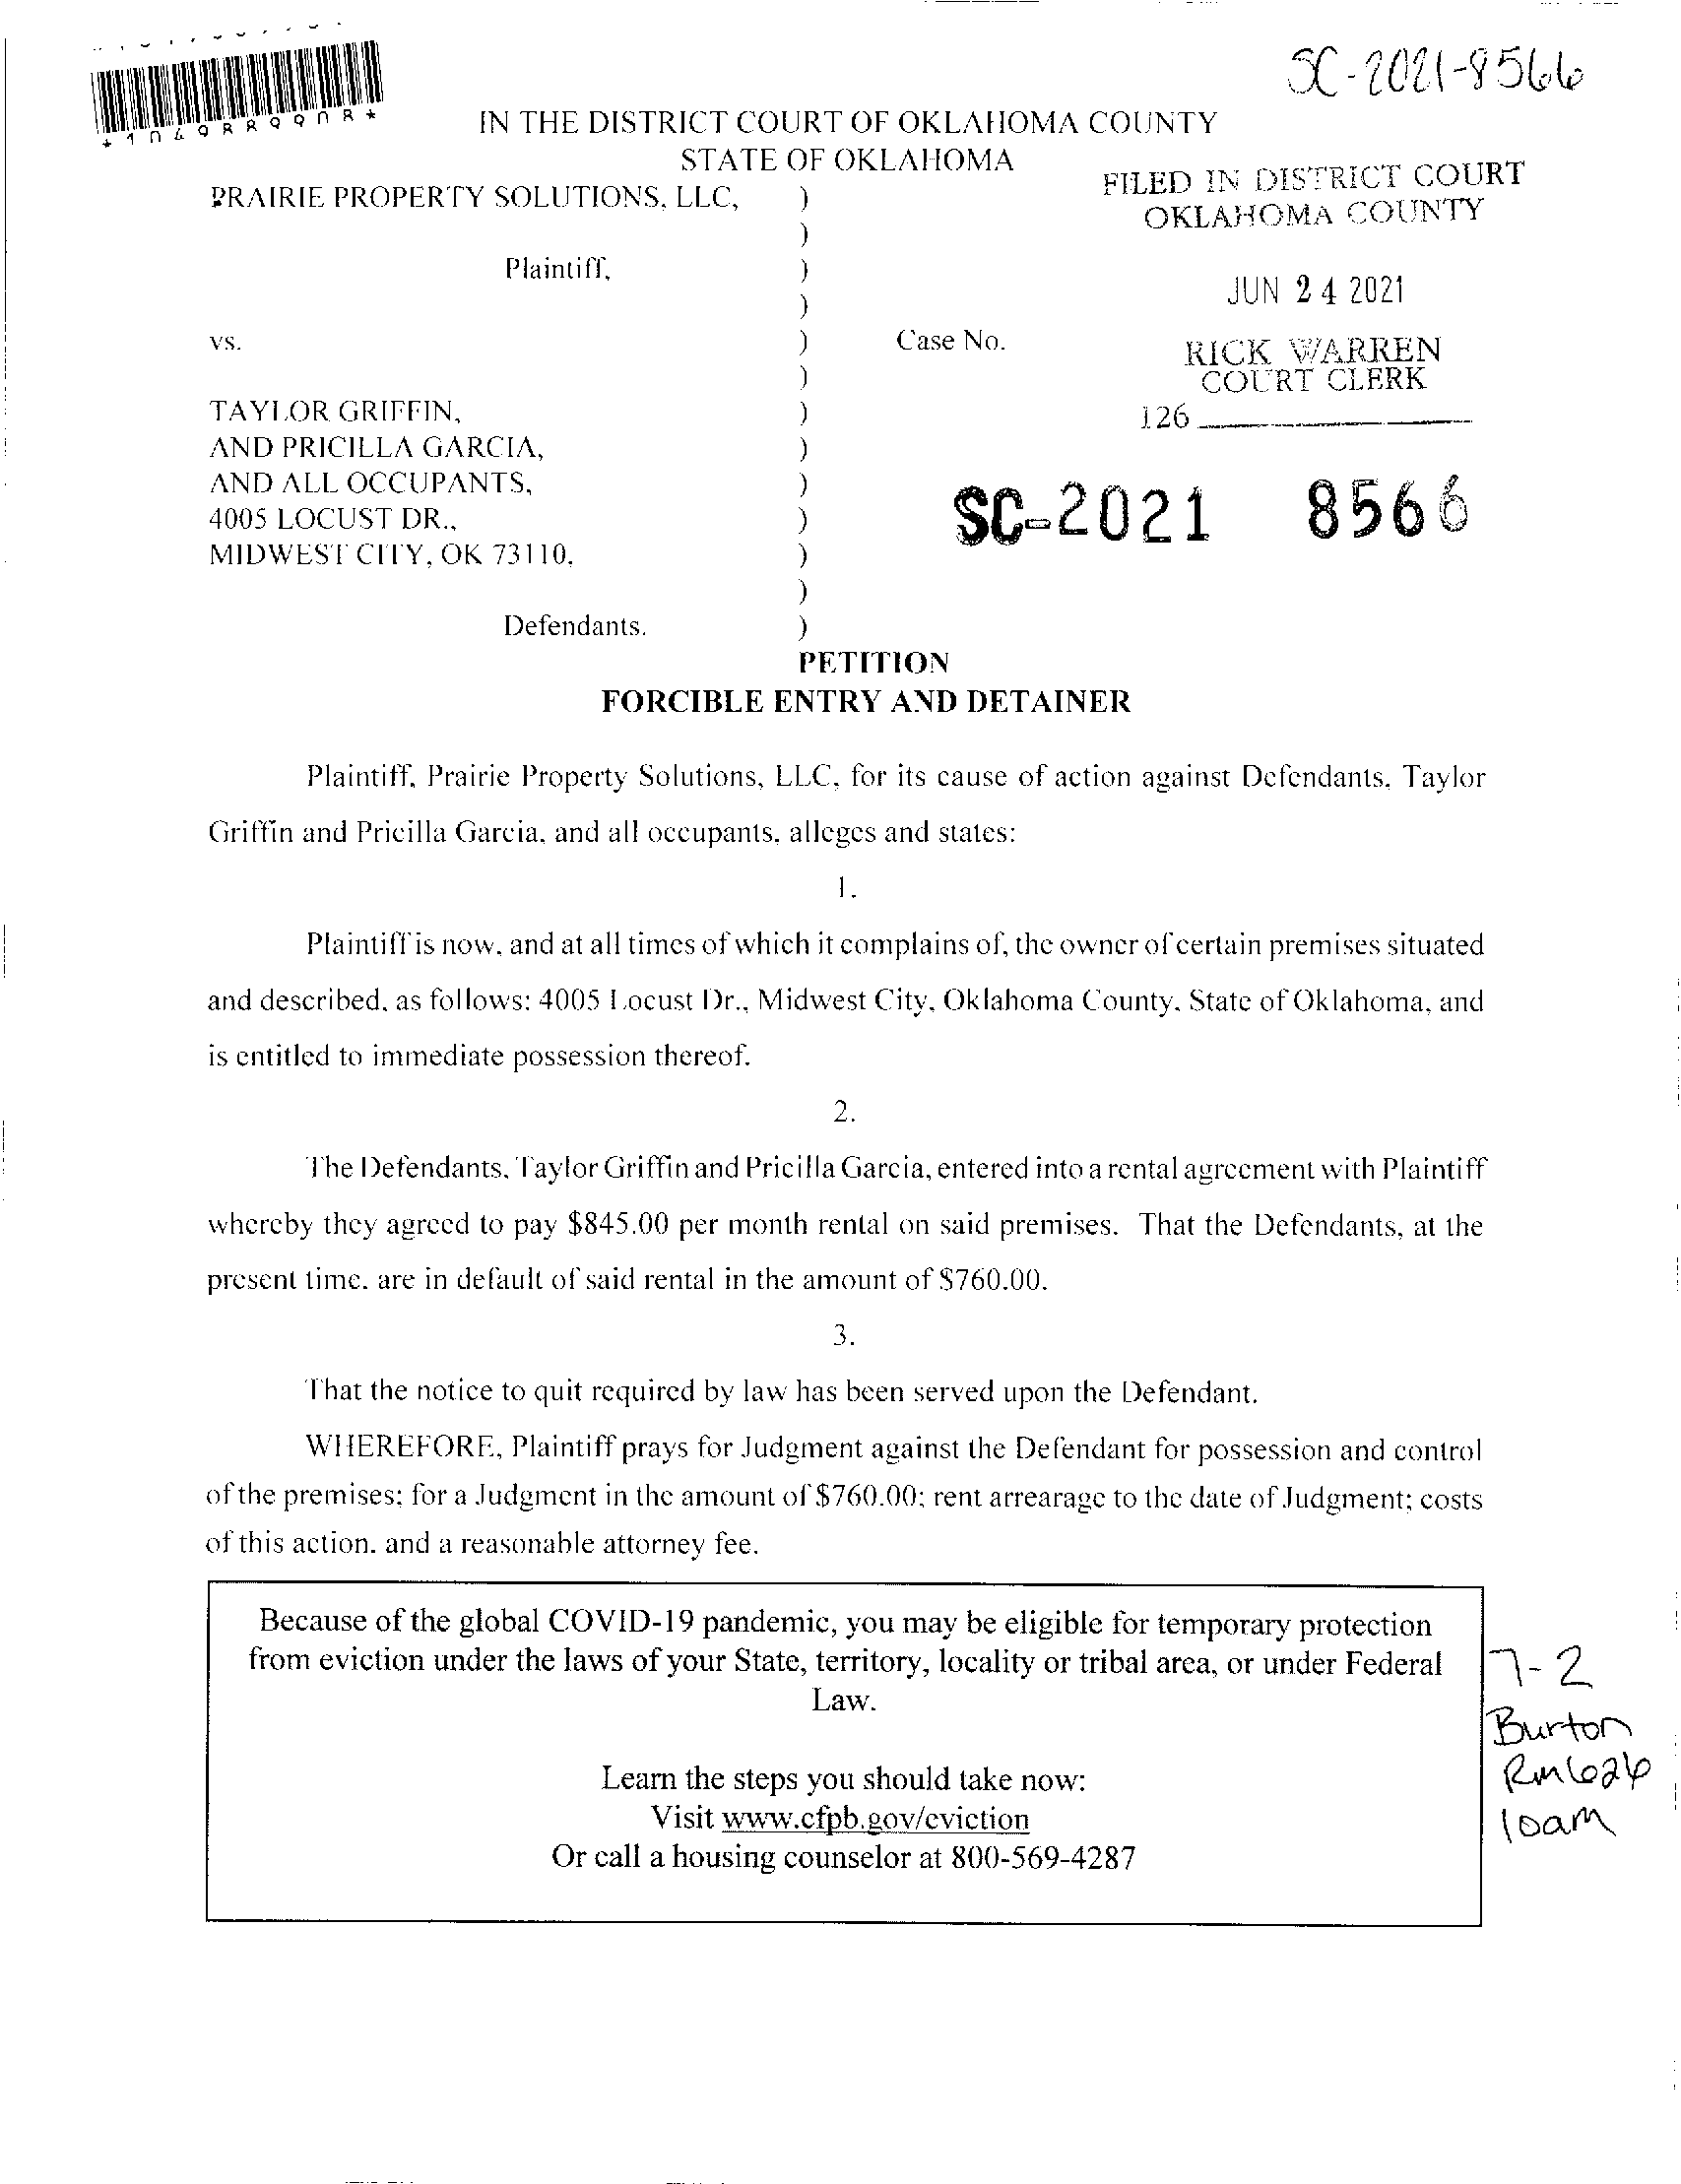 SC-2021-8566
*1049889908*
IN THE DISTRICT COURT OF OKLAHOMA COUNTY
STATE OF OKLAHOMA
FILED IN DISTRICT COURT
OKLAHOMA COUNTY
PRAIRIE PROPERTY SOLUTIONS, LLC, )
)
Plaintiff, )
JUN 24 2021
)
vs. ) Case No.
RICK WARREN
COURT CLERK
)
126
TAYLOR GRIFFIN, )
AND PRICILLA GARCIA, )
AND ALL OCCUPANTS, )
SC-2021 8566
4005 LOCUST DR., )
MIDWEST CITY, OK 73110, )
)
Defendants. )
PETITION
FORCIBLE ENTRY AND DETAINER
Plaintiff, Prairie Property Solutions, LLC, for its cause of action against Defendants, Taylor
Griffin and Pricilla Garcia, and all occupants, alleges and states:
1.
Plaintiff is now, and at all times of which it complains of, the owner of certain premises situated
and described, as follows: 4005 Locust Dr., Midwest City, Oklahoma County, State of Oklahoma, and
is entitled to immediate possession thereof.
2.
The Defendants, Taylor Griffin and Pricilla Garcia, entered into a rental agreement with Plaintiff
whereby they agreed to pay $845.00 per month rental on said premises. That the Defendants, at the
present time, are in default of said rental in the amount of $760.00.
3.
That the notice to quit required by law has been served upon the Defendant.
WHEREFORE, Plaintiff prays for Judgment against the Defendant for possession and control
of the premises; for a Judgment in the amount of $760.00; rent arrearage to the date of Judgment; costs
of this action, and a reasonable attorney fee.
Because of the global COVID-19 pandemic, you may be eligible for temporary protection
from eviction under the laws of your State, territory, locality or tribal area, or under Federal
Law.
Learn the steps you should take now:
Visit www.cfpb.gov/eviction
Or call a housing counselor at 800-569-4287
7-2
Burton
Rm 626
10am